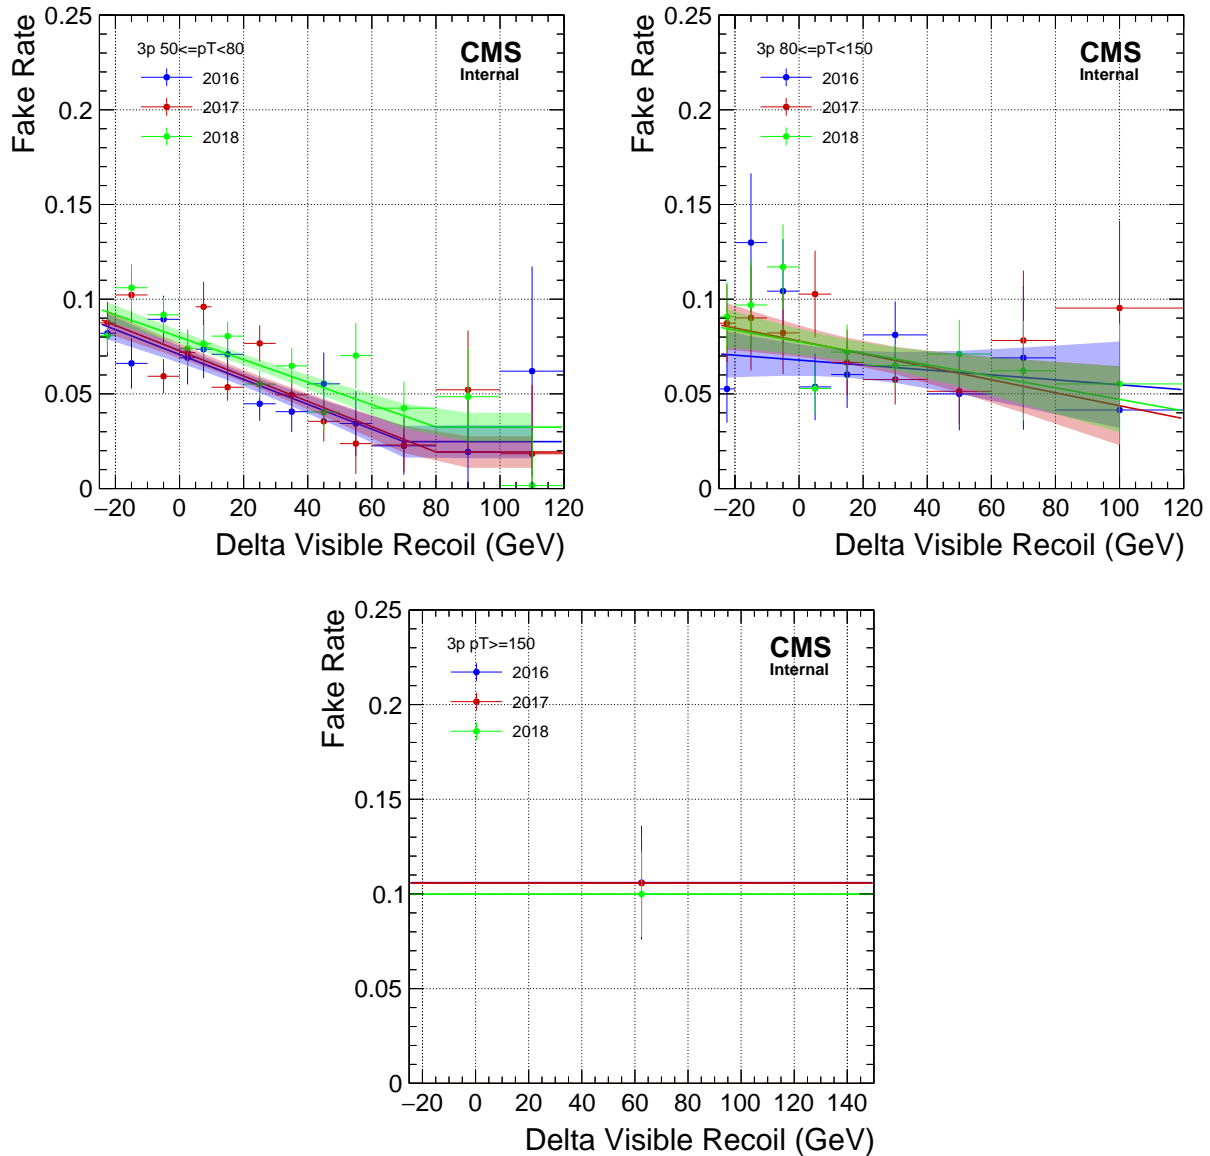 Fake Rate
0.25
0.2
0.15
0.1
0.05
0
3p 50<=pT<80
2016
2017
2018
CMS
Internal
−20 0 20 40 60 80 100 120
Delta Visible Recoil (GeV)
Fake Rate
0.25
0.2
0.15
0.1
0.05
0
3p 80<=pT<150
2016
2017
2018
CMS
Internal
−20 0 20 40 60 80 100 120
Delta Visible Recoil (GeV)
Fake Rate
0.25
0.2
0.15
0.1
0.05
0
3p pT>=150
2016
2017
2018
CMS
Internal
−20 0 20 40 60 80 100 120 140
Delta Visible Recoil (GeV)